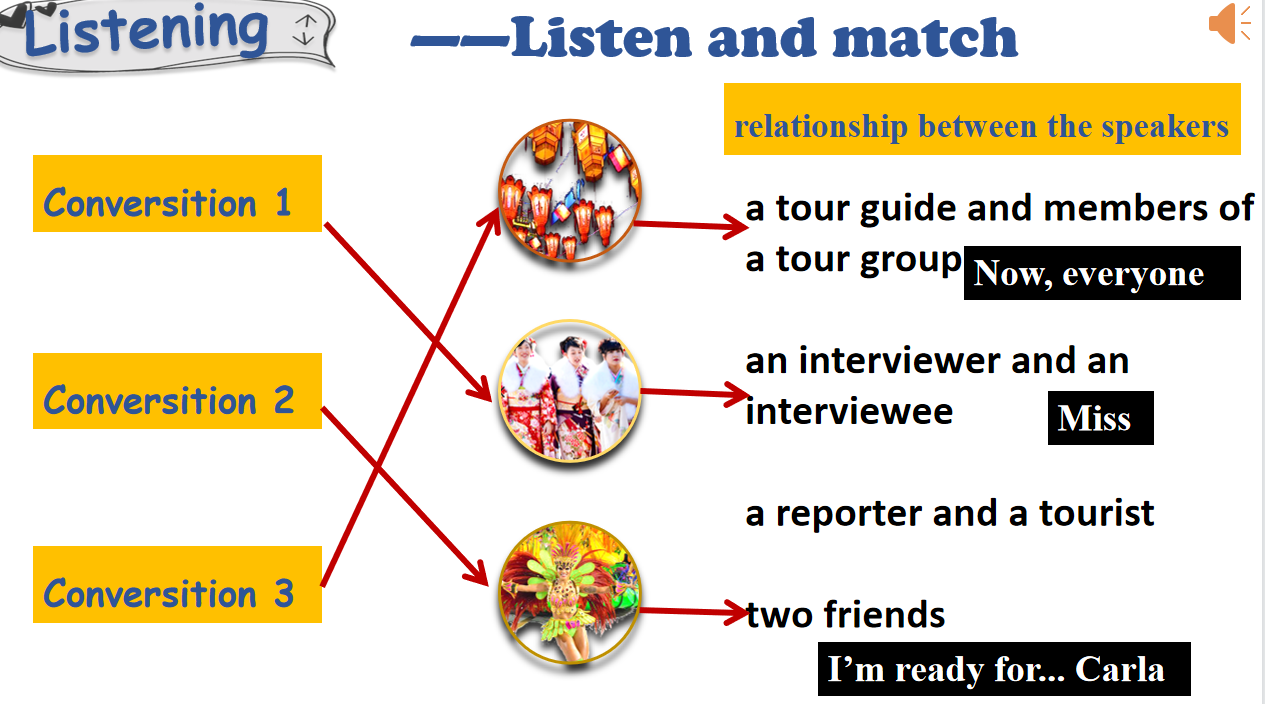 Listening
——Listen and match
relationship between the speakers
Conversition 1
a tour guide and members of
a tour group
Now, everyone
Conversition 2
an interviewer and an
interviewee
Miss
a reporter and a tourist
Conversition 3
two friends
I’m ready for... Carla